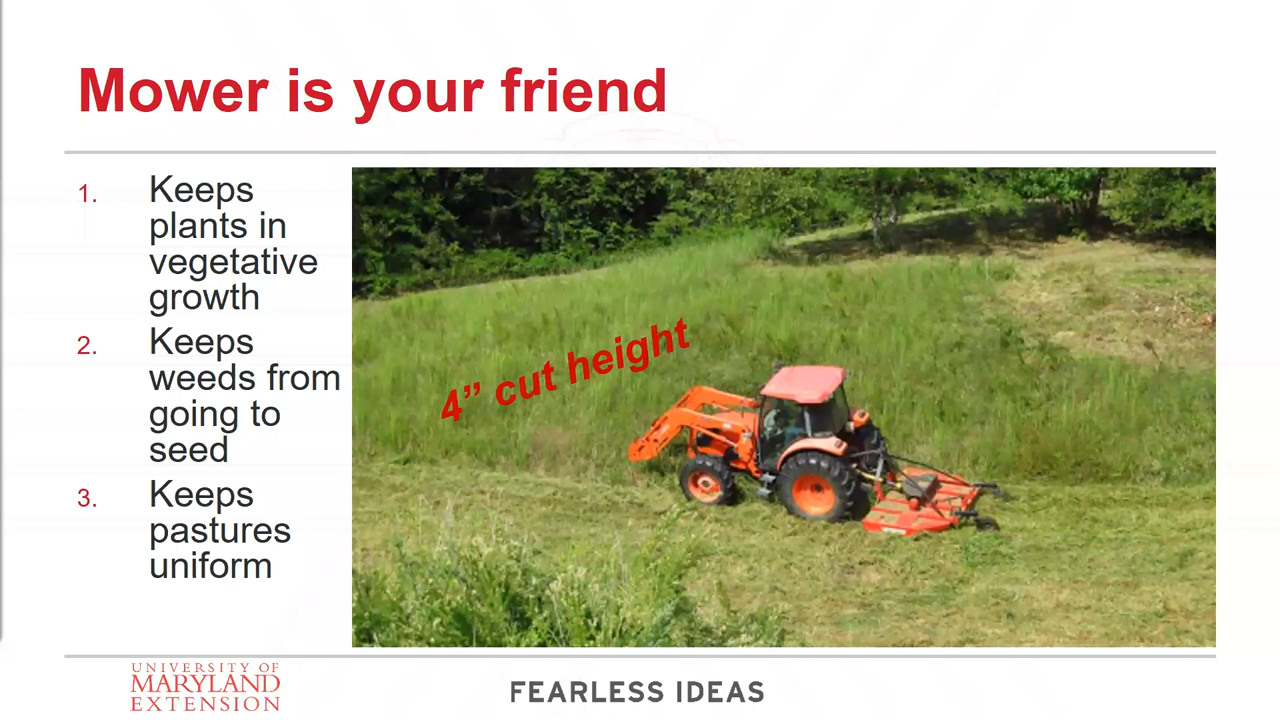 Mower is your friend
1. Keeps
plants in
vegetative
growth
2. Keeps
weeds from
going to
seed
3. Keeps
pastures
uniform
4” cut height
UNIVERSITY OF
MARYLAND
EXTENSION
FEARLESS IDEAS